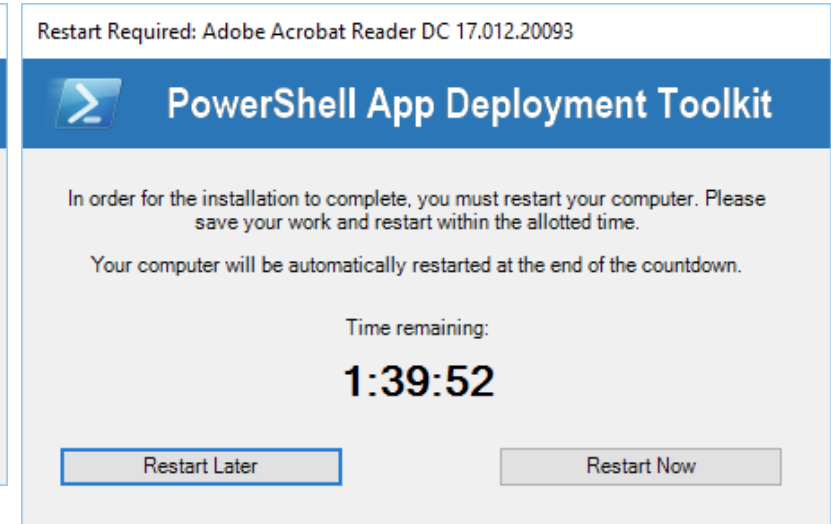 Restart Required: Adobe Acrobat Reader DC 17.012.20093
PowerShell App Deployment Toolkit
In order for the installation to complete, you must restart your computer. Please
save your work and restart within the allotted time.
Your computer will be automatically restarted at the end of the countdown.
Time remaining:
1:39:52
Restart Later
Restart Now